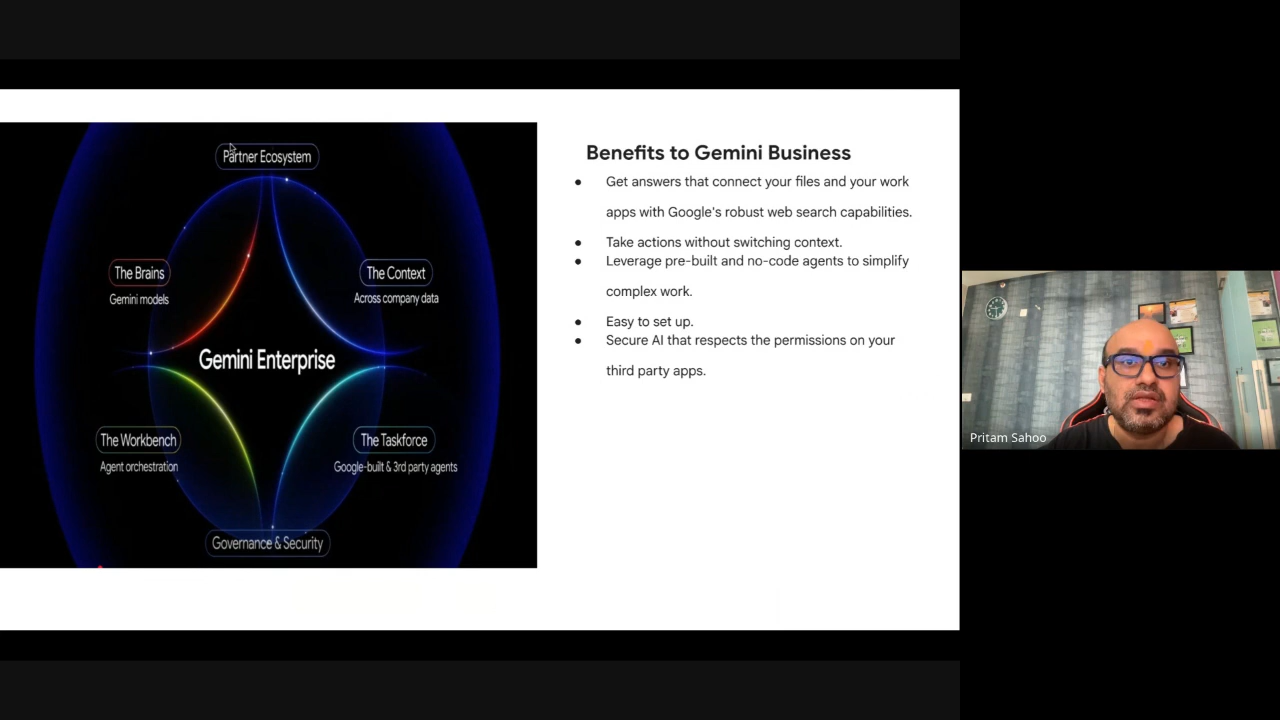 Partner Ecosystem
The Brains
Gemini models
The Context
Across company data
Gemini Enterprise
The Workbench
Agent orchestration
The Taskforce
Google-built & 3rd party agents
Governance & Security
Benefits to Gemini Business
● Get answers that connect your files and your work
apps with Google's robust web search capabilities.
● Take actions without switching context.
● Leverage pre-built and no-code agents to simplify
complex work.
● Easy to set up.
● Secure AI that respects the permissions on your
third party apps.
Pritam Sahoo